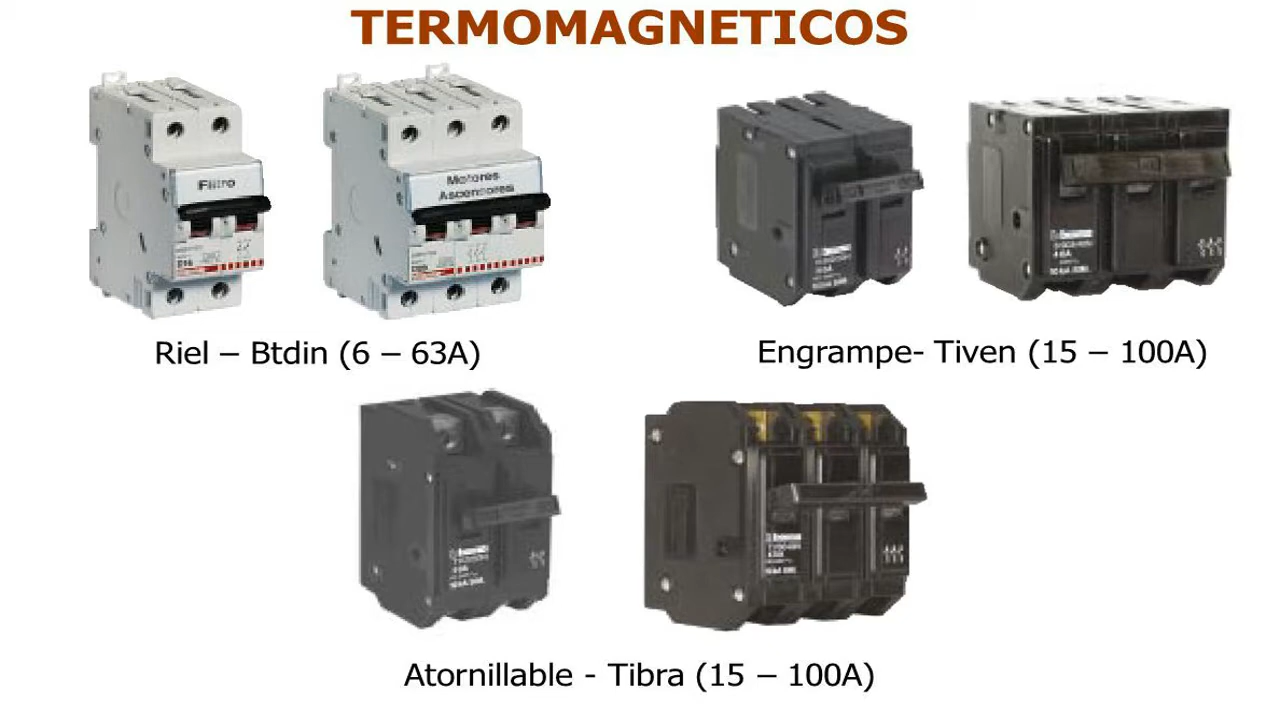 TERMOMAGNETICOS
Filtro
Motores
Ascensores
Riel – Btdin (6 – 63A)
Engrampe- Tiven (15 – 100A)
Atornillable - Tibra (15 – 100A)